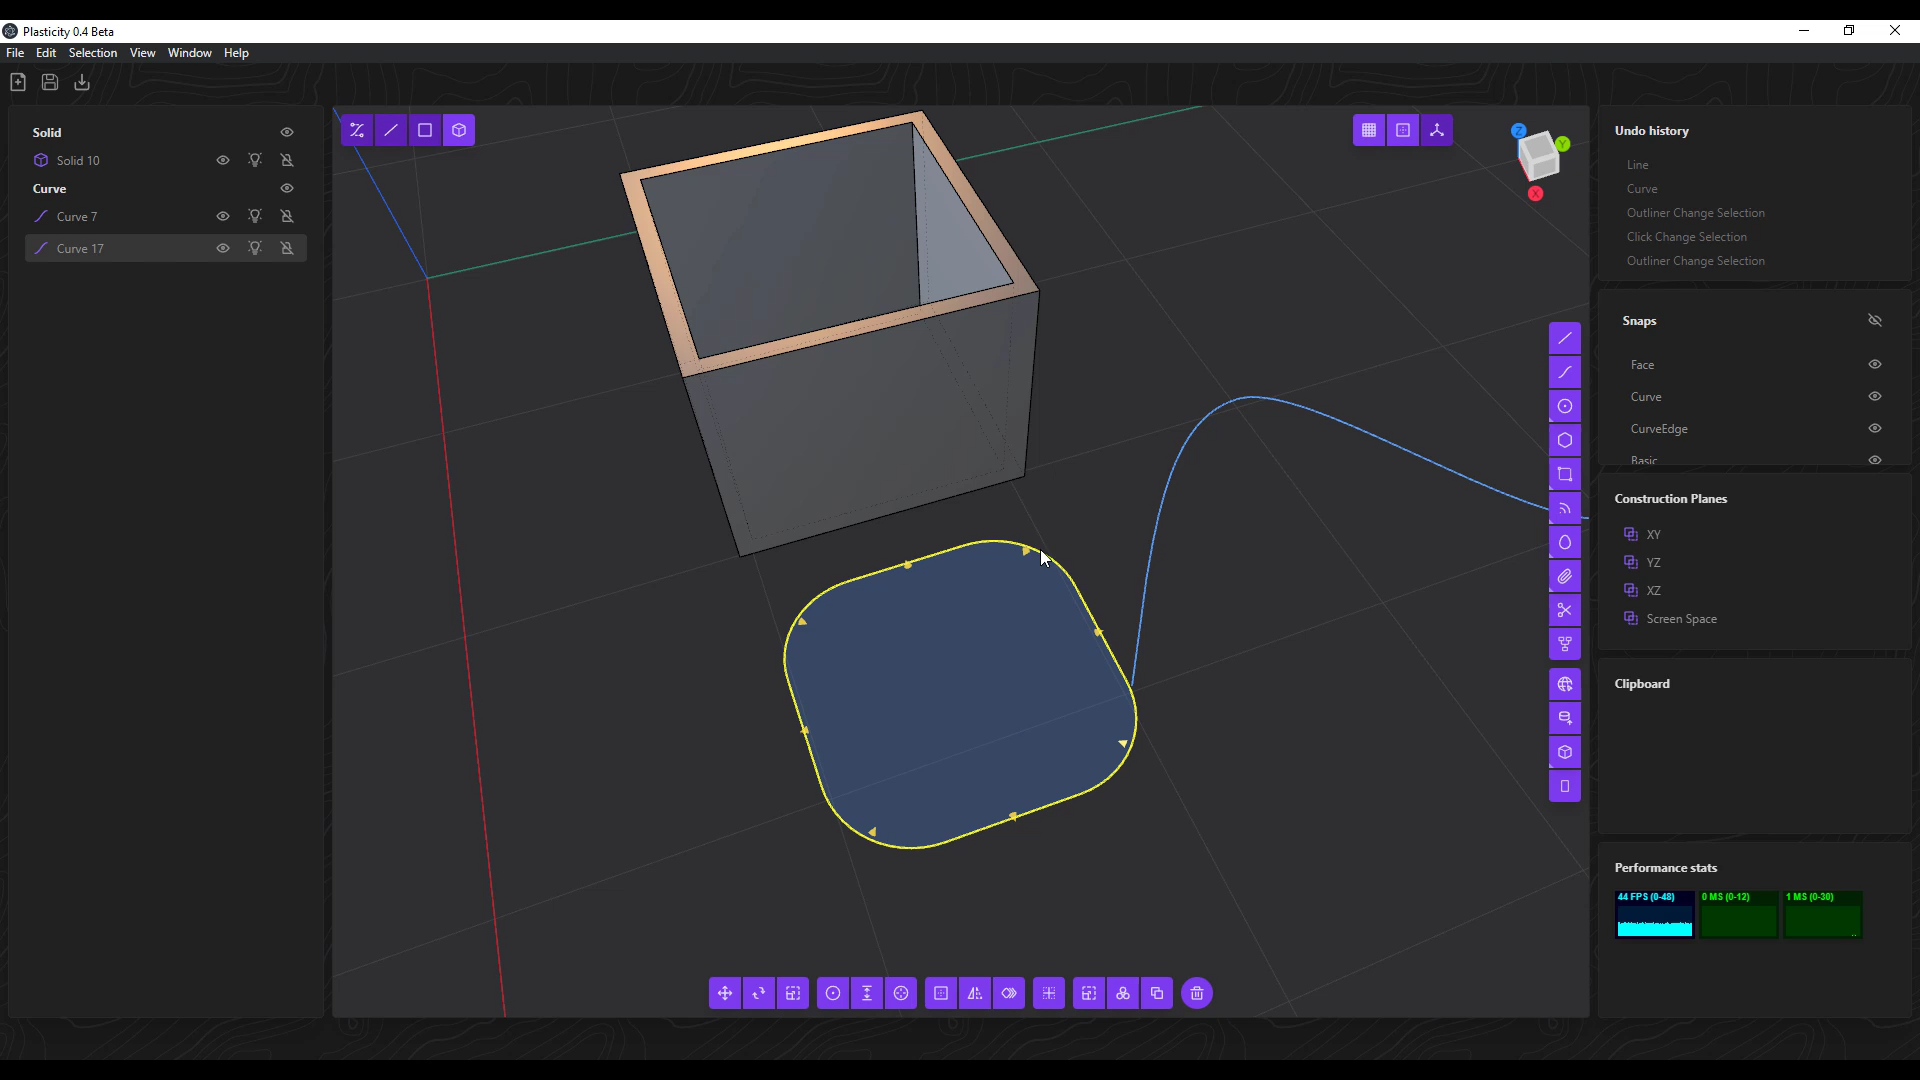 Plasticity 0.4 Beta
File Edit Selection View Window Help
Solid
Solid 10
Curve
Curve 7
Curve 17
Z
Y
X
Undo history
Line
Curve
Outliner Change Selection
Click Change Selection
Outliner Change Selection
Snaps
Face
Curve
CurveEdge
Basic
Construction Planes
XY
YZ
XZ
Screen Space
Clipboard
Performance stats
44 FPS (0-48) 0 MS (0-12) 1 MS (0-30)